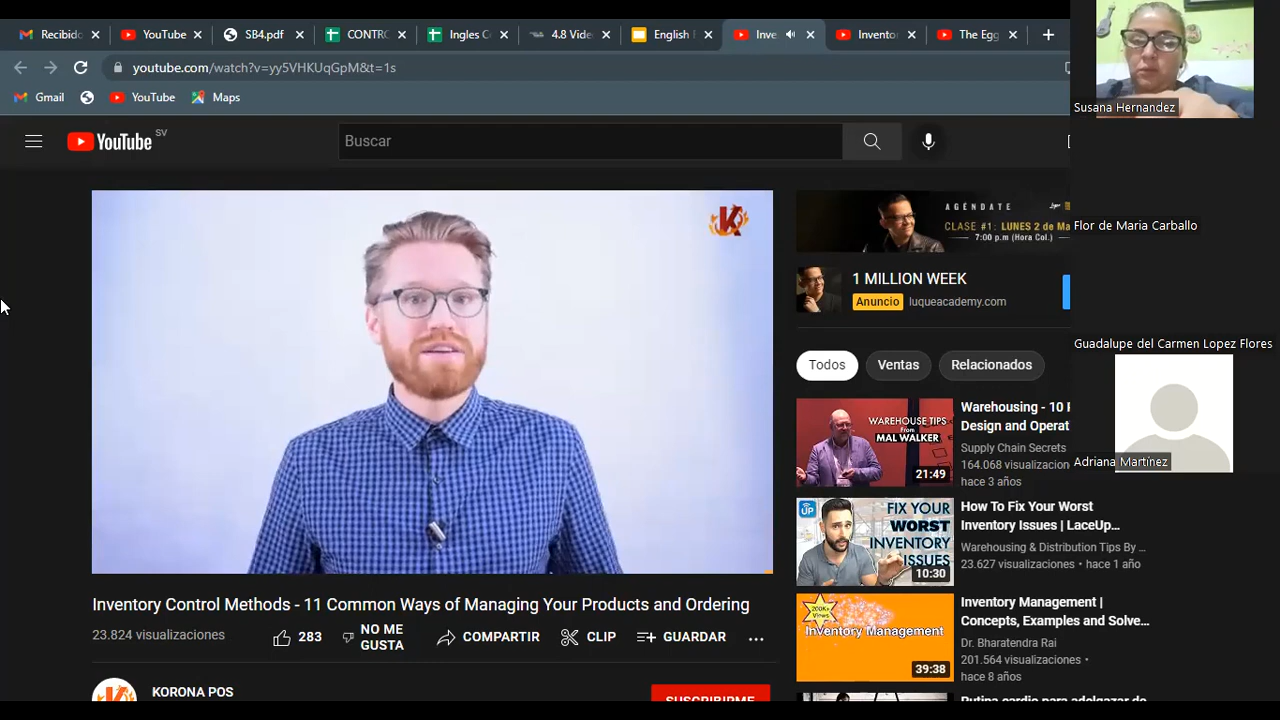 Recibido
YouTube
SB4.pdf
CONTRO
Ingles C
4.8 Vide
English
Inve
Invento
The Egg
youtube.com/watch?v=yy5VHKUqGpM&t=1s
Gmail
YouTube
Maps
YouTube SV
Buscar
K
AGÉNDATE
CLASE #1: LUNES 2 de Ma
7:00 p.m (Hora Col.)
1 MILLION WEEK
Anuncio luqueacademy.com
Todos Ventas Relacionados
WAREHOUSE TIPS
From
MAL WALKER
21:49
Warehousing - 10
Design and Operat
Supply Chain Secrets
164.068 visualizacion
hace 3 años
UP
FIX YOUR
WORST
INVENTORY
ISSUES
10:30
How To Fix Your Worst
Inventory Issues | LaceUp...
Warehousing & Distribution Tips By ...
23.627 visualizaciones • hace 1 año
200K+
Views
Inventory Management
39:38
Inventory Management |
Concepts, Examples and Solve...
Dr. Bharatendra Rai
201.564 visualizaciones •
hace 8 años
Inventory Control Methods - 11 Common Ways of Managing Your Products and Ordering
23.824 visualizaciones
283
NO ME
GUSTA
COMPARTIR
CLIP
GUARDAR
KORONA POS
SUSCRIBIRME
Susana Hernandez
Flor de Maria Carballo
Guadalupe del Carmen Lopez Flores
Adriana Martínez